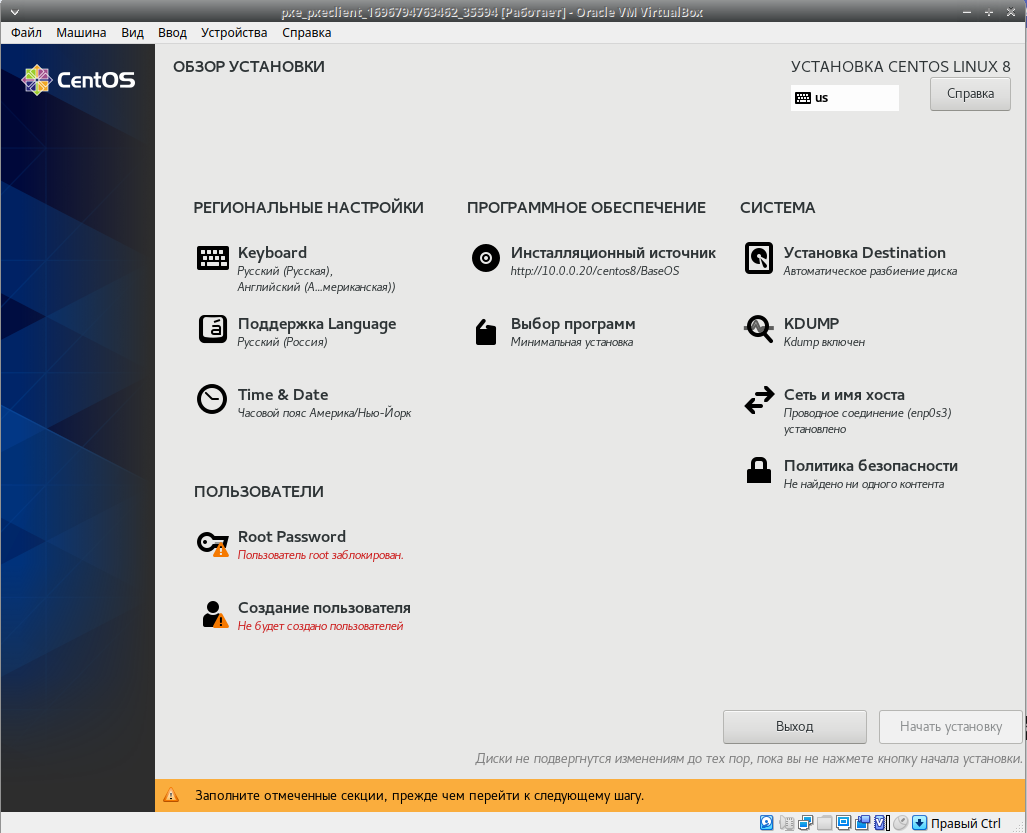 pxe_pxeclient_1696794763462_35594 [Работает] - Oracle VM VirtualBox
Файл Машина Вид Ввод Устройства Справка
CentOS
ОБЗОР УСТАНОВКИ
УСТАНОВКА CENTOS LINUX 8
us
Справка
РЕГИОНАЛЬНЫЕ НАСТРОЙКИ
Keyboard
Русский (Русская),
Английский (А...мериканская))
Поддержка Language
Русский (Россия)
Time & Date
Часовой пояс Америка/Нью-Йорк
ПРОГРАММНОЕ ОБЕСПЕЧЕНИЕ
Инсталляционный источник
http://10.0.0.20/centos8/BaseOS
Выбор программ
Минимальная установка
СИСТЕМА
Установка Destination
Автоматическое разбиение диска
KDUMP
Kdump включен
Сеть и имя хоста
Проводное соединение (enp0s3)
установлено
Политика безопасности
Не найдено ни одного контента
ПОЛЬЗОВАТЕЛИ
Root Password
Пользователь root заблокирован.
Создание пользователя
Не будет создано пользователей
Выход
Начать установку
Диски не подвергнутся изменениям до тех пор, пока вы не нажмете кнопку начала установки.
Заполните отмеченные секции, прежде чем перейти к следующему шагу.
Правый Ctrl